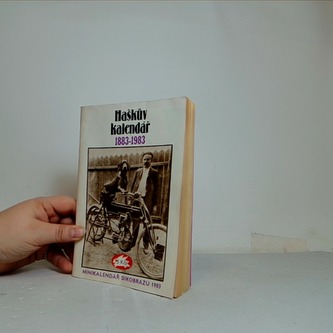 Haškův
kalendář
1883-1983
MINIKALENDÁŘ DIKOBRAZU 1983